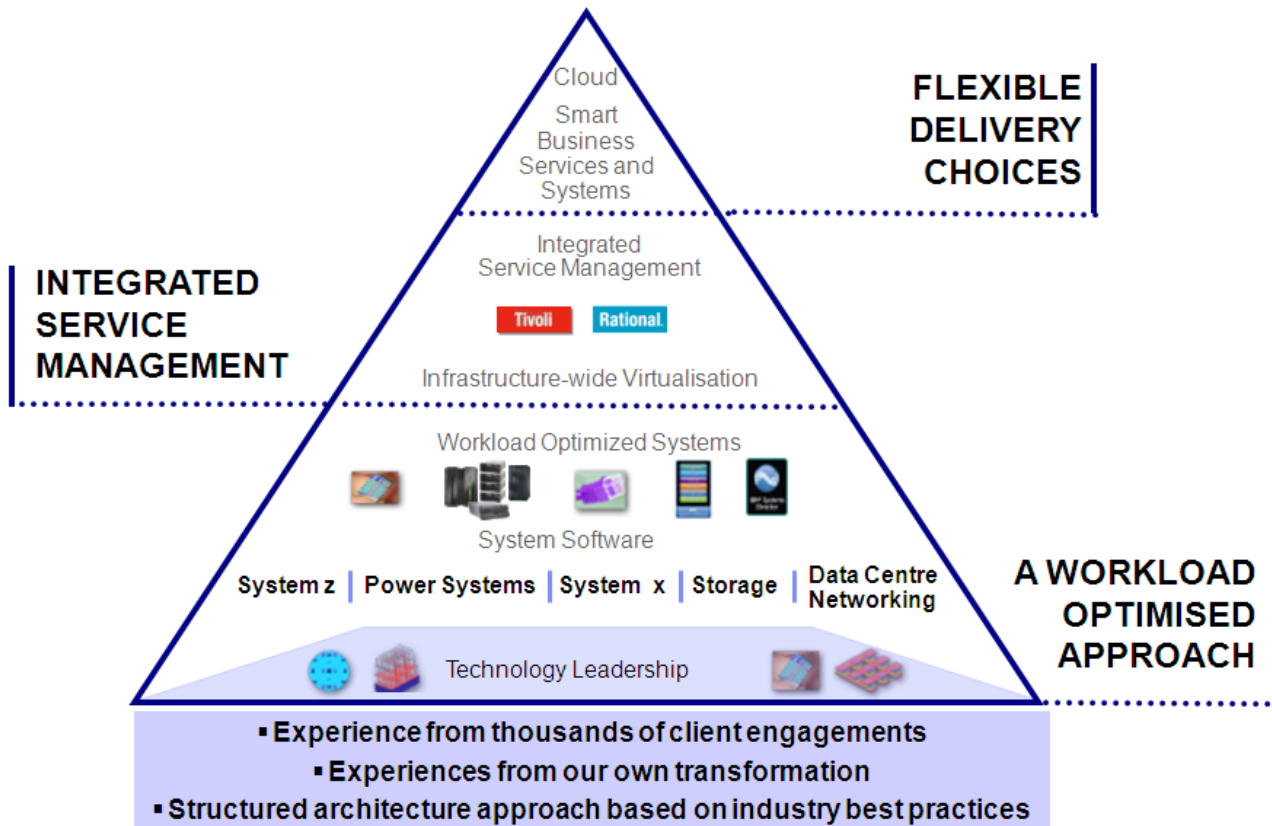 Cloud
Smart
Business
Services and
Systems
FLEXIBLE
DELIVERY
CHOICES
Integrated
Service Management
INTEGRATED
SERVICE
MANAGEMENT
Tivoli
Rational
Infrastructure-wide Virtualisation
Workload Optimized Systems
System Software
System z
Power Systems
System x
Storage
Data Centre
Networking
A WORKLOAD
OPTIMISED
APPROACH
Technology Leadership
▪ Experience from thousands of client engagements
▪ Experiences from our own transformation
▪ Structured architecture approach based on industry best practices